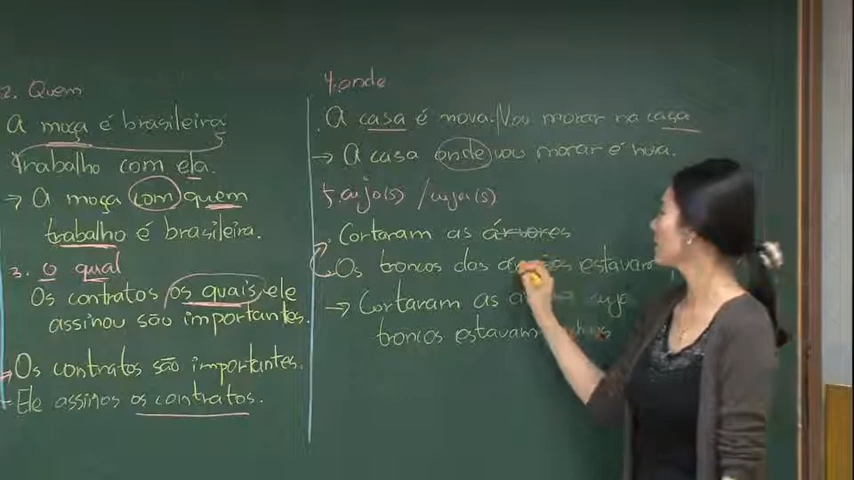 2. Quem
A moça é brasileira.
Trabalho com ela.
→ A moça com quem
trabalho é brasileira.
3. o qual
Os contratos os quais ele
assinou são importantes.
Os contratos são importantes.
Ele assinos os contratos.
4. onde
A casa é nova. Vou morar na casa
→ A casa onde vou morar é nova.
5. cujo(s) / cuja(s)
Cortaram as árvores
Os troncos das estavam
→ Cortaram as
troncos estavam